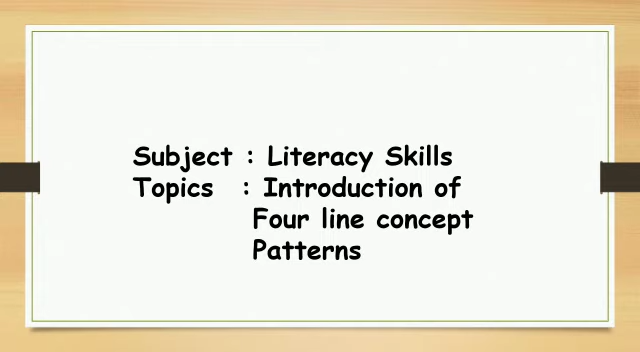 Subject : Literacy Skills
Topics : Introduction of
Four line concept
Patterns